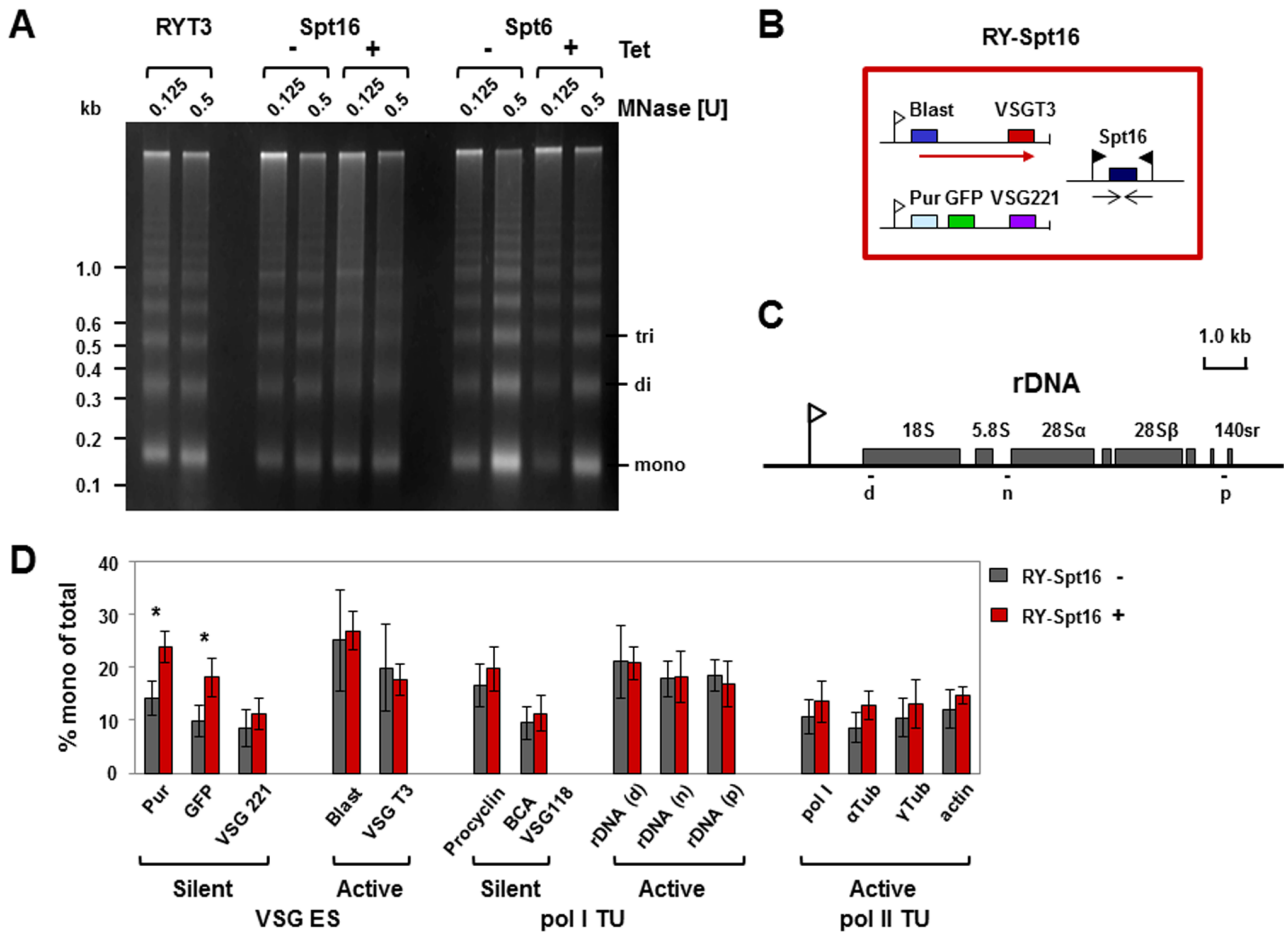 A
RYT3 Spt16 Spt6
- + - + Tet
kb 0.125 0.5 0.125 0.5 0.125 0.5 0.125 0.5 0.125 0.5 MNase [U]
1.0
0.6
0.5
0.4
0.3
0.2
0.1
tri
di
mono
B
RY-Spt16
Blast VSGT3
Spt16
Pur GFP VSG221
C
1.0 kb
rDNA
18S 5.8S 28Sα 28Sβ 140sr
d n p
D
% mono of total
40
30
20
10
0
* *
RY-Spt16 -
RY-Spt16 +
Pur GFP VSG 221 Blast VSG T3 Procyclin BCA VSG118 rDNA (d) rDNA (n) rDNA (p) pol I αTub γTub actin
Silent Active Silent Active Active
VSG ES pol I TU pol II TU